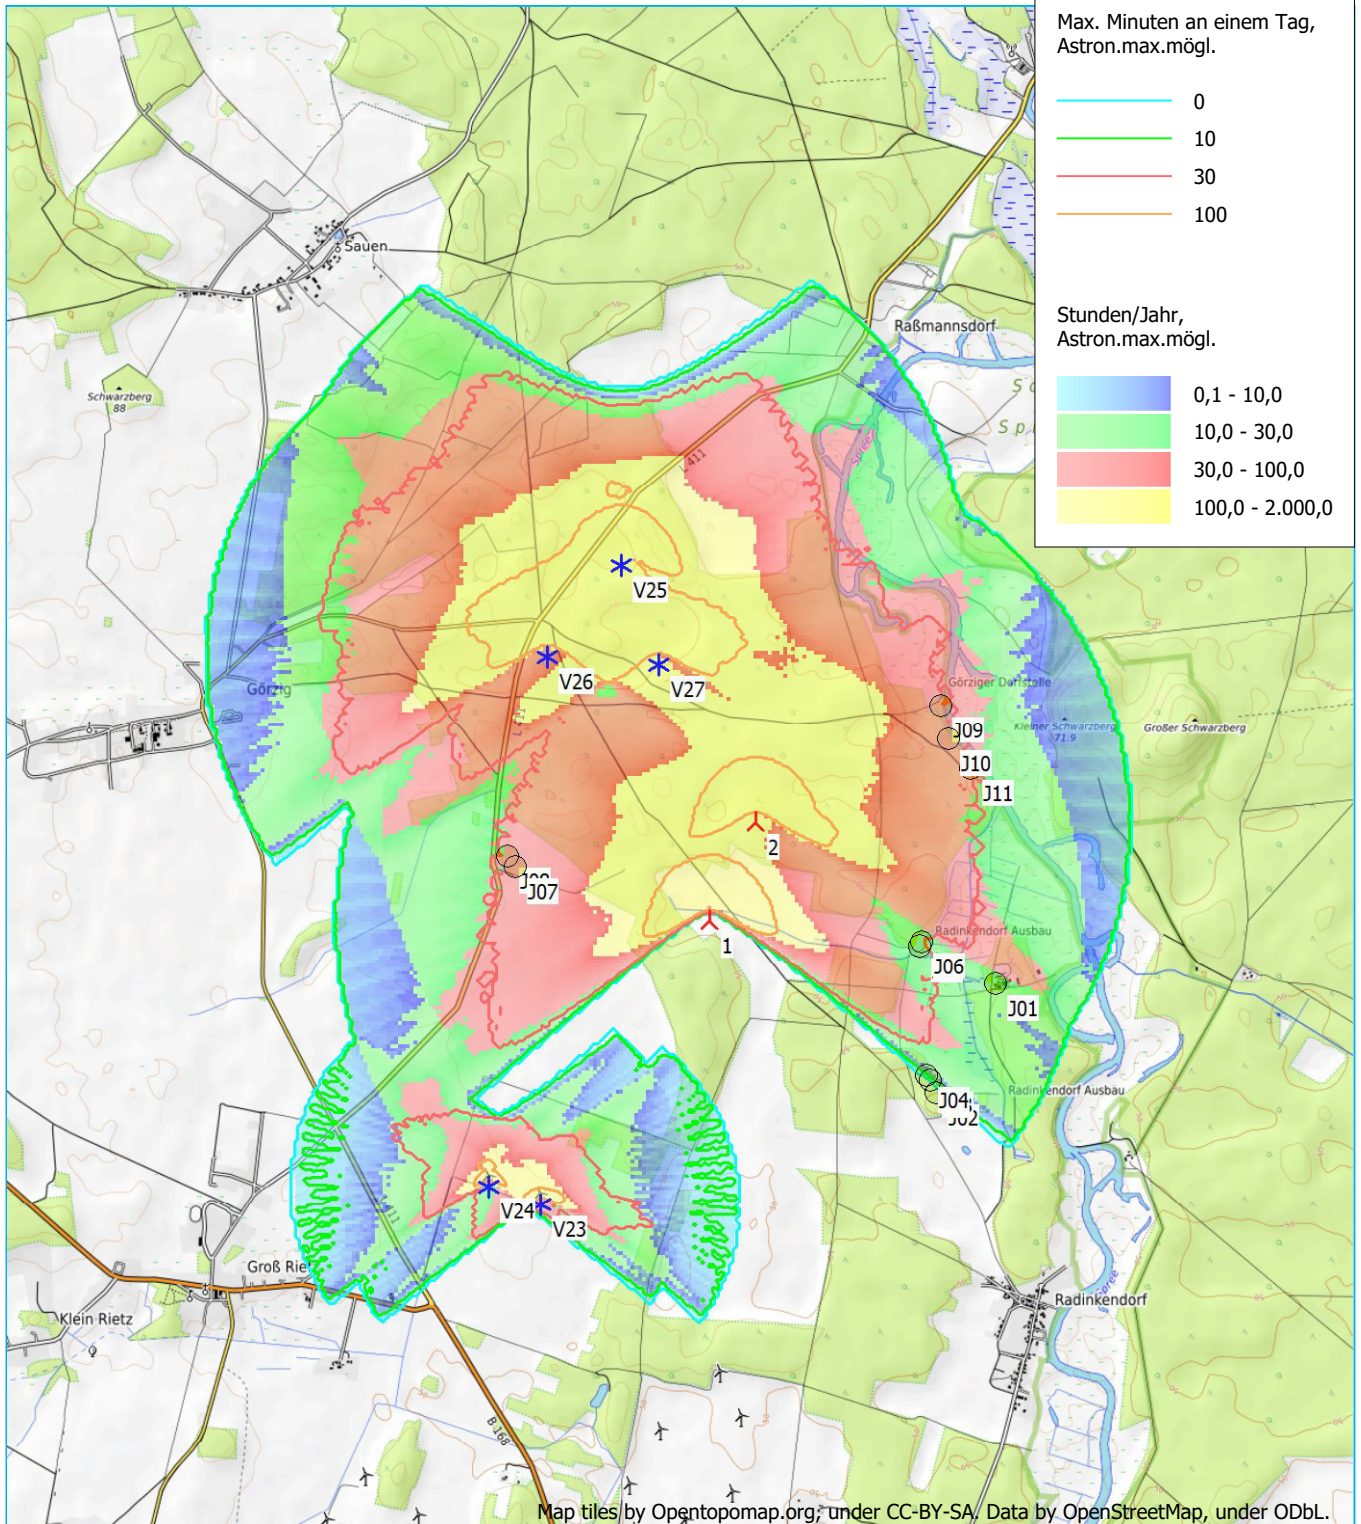 Max. Minuten an einem Tag,
Astron.max.mögl.
0
10
30
100
Stunden/Jahr,
Astron.max.mögl.
0,1 - 10,0
10,0 - 30,0
30,0 - 100,0
100,0 - 2.000,0
Sauen
Raßmannsdorf
Schwarzberg
88
Spree
L 411
V25
V26
V27
Görzig
Görziger Dorfstelle
Kleiner Schwarzberg
71.9
Großer Schwarzberg
J09
J10
J11
2
J07
1
Radinkendorf Ausbau
J06
J01
Radinkendorf Ausbau
J04
J02
V24
V23
Groß Rie
Klein Rietz
Radinkendorf
Spree
B 168
Map tiles by Opentopomap.org, under CC-BY-SA. Data by OpenStreetMap, under ODbL.